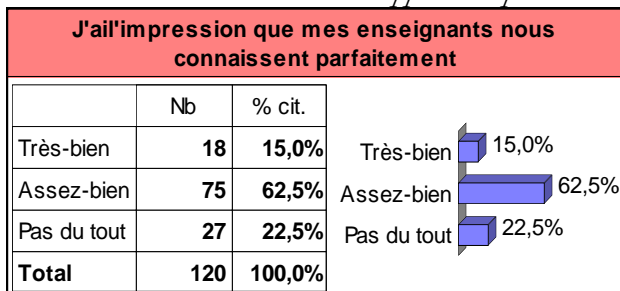 J'ail'impression que mes enseignants nous
connaissent parfaitement
Nb % cit.
Très-bien 18 15,0%
Assez-bien 75 62,5%
Pas du tout 27 22,5%
Total 120 100,0%
Très-bien 15,0%
Assez-bien 62,5%
Pas du tout 22,5%